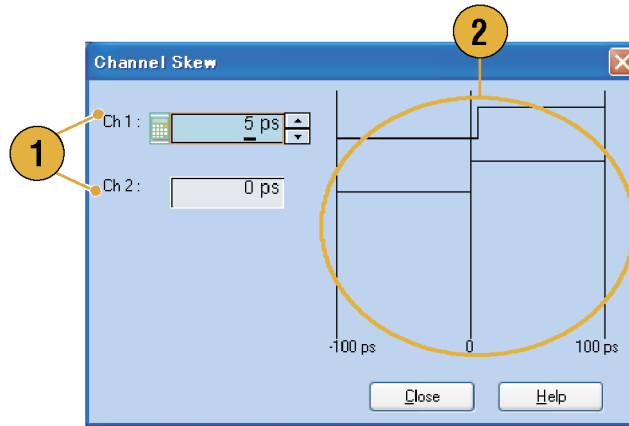 2
Channel Skew
Ch 1 : 5 ps
1
Ch 2 : 0 ps
-100 ps 0 100 ps
Close Help